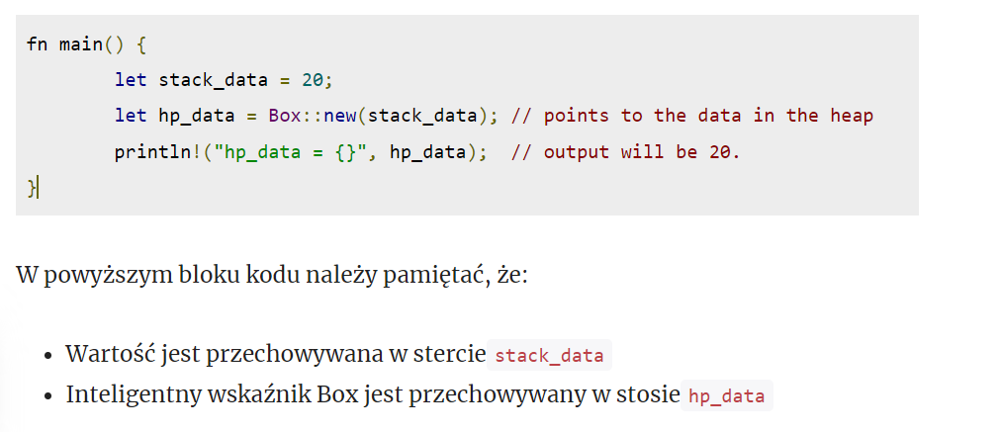 fn main() {
let stack_data = 20;
let hp_data = Box::new(stack_data); // points to the data in the heap
println!("hp_data = {}", hp_data); // output will be 20.
}
W powyższym bloku kodu należy pamiętać, że:
• Wartość jest przechowywana w stercie stack_data
• Inteligentny wskaźnik Box jest przechowywany w stosie hp_data